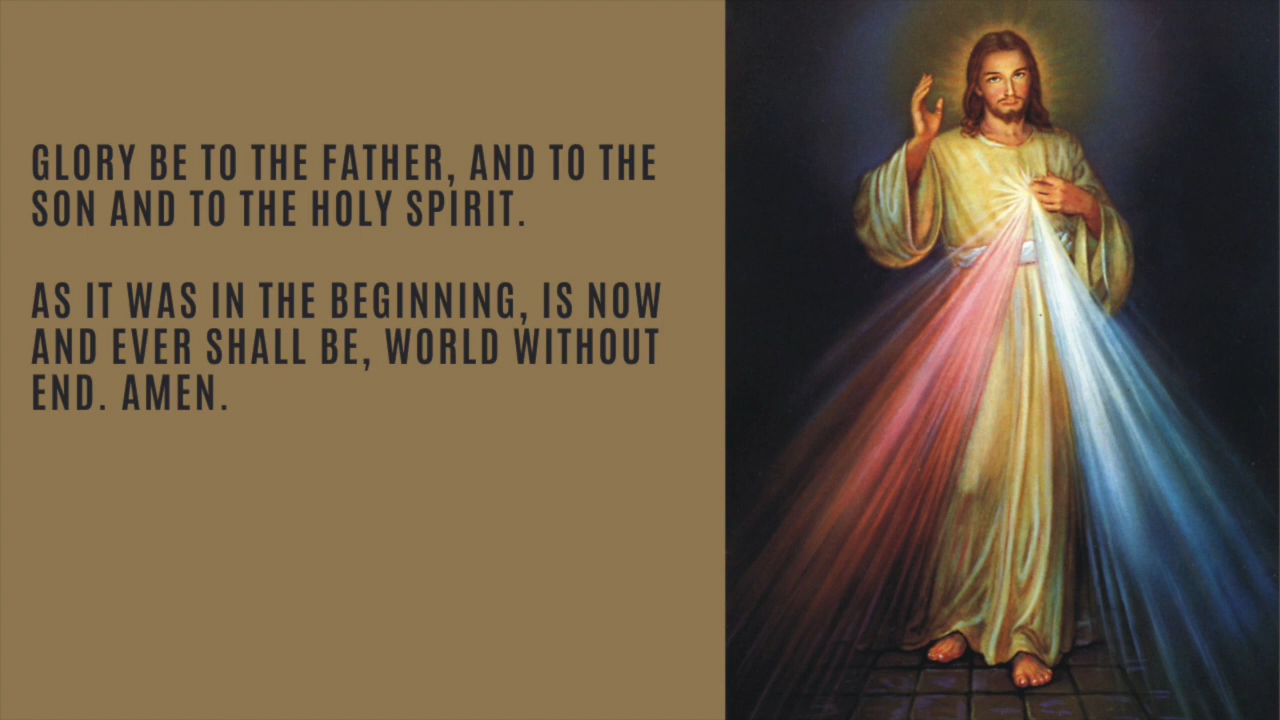 GLORY BE TO THE FATHER, AND TO THE
SON AND TO THE HOLY SPIRIT.
AS IT WAS IN THE BEGINNING, IS NOW
AND EVER SHALL BE, WORLD WITHOUT
END. AMEN.